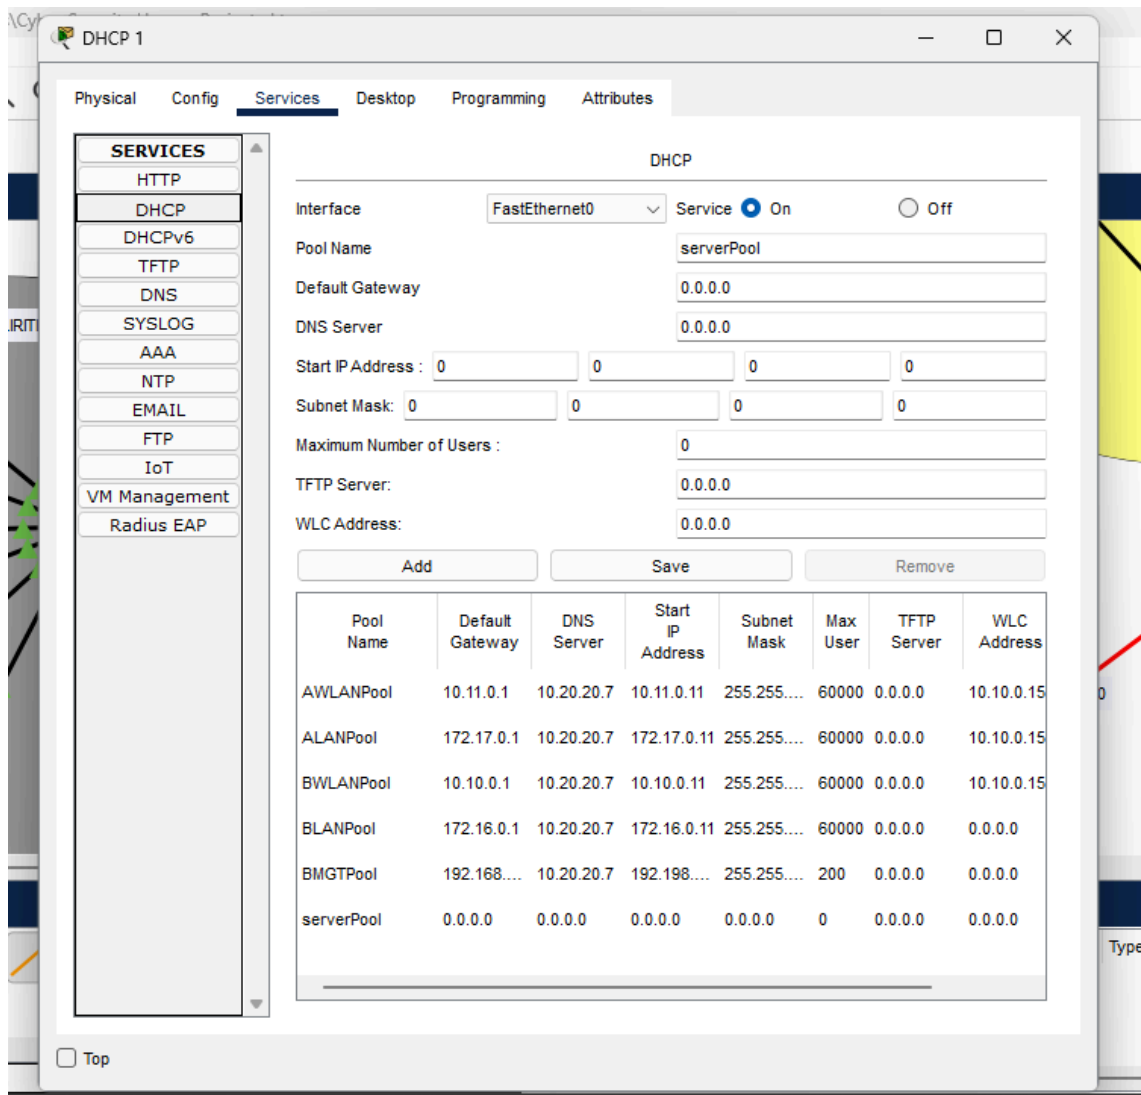 DHCP 1
Physical Config Services Desktop Programming Attributes
SERVICES
HTTP
DHCP
DHCPv6
TFTP
DNS
SYSLOG
AAA
NTP
EMAIL
FTP
IoT
VM Management
Radius EAP
DHCP
Interface FastEthernet0 Service On Off
Pool Name serverPool
Default Gateway 0.0.0.0
DNS Server 0.0.0.0
Start IP Address : 0 0 0 0
Subnet Mask: 0 0 0 0
Maximum Number of Users : 0
TFTP Server: 0.0.0.0
WLC Address: 0.0.0.0
Add Save Remove
Pool Name Default Gateway DNS Server Start IP Address Subnet Mask Max User TFTP Server WLC Address
AWLANPool 10.11.0.1 10.20.20.7 10.11.0.11 255.255.... 60000 0.0.0.0 10.10.0.15
ALANPool 172.17.0.1 10.20.20.7 172.17.0.11 255.255.... 60000 0.0.0.0 10.10.0.15
BWLANPool 10.10.0.1 10.20.20.7 10.10.0.11 255.255.... 60000 0.0.0.0 10.10.0.15
BLANPool 172.16.0.1 10.20.20.7 172.16.0.11 255.255.... 60000 0.0.0.0 0.0.0.0
BMGTPool 192.168.... 10.20.20.7 192.198.... 255.255.... 200 0.0.0.0 0.0.0.0
serverPool 0.0.0.0 0.0.0.0 0.0.0.0 0.0.0.0 0 0.0.0.0 0.0.0.0
Top
Type